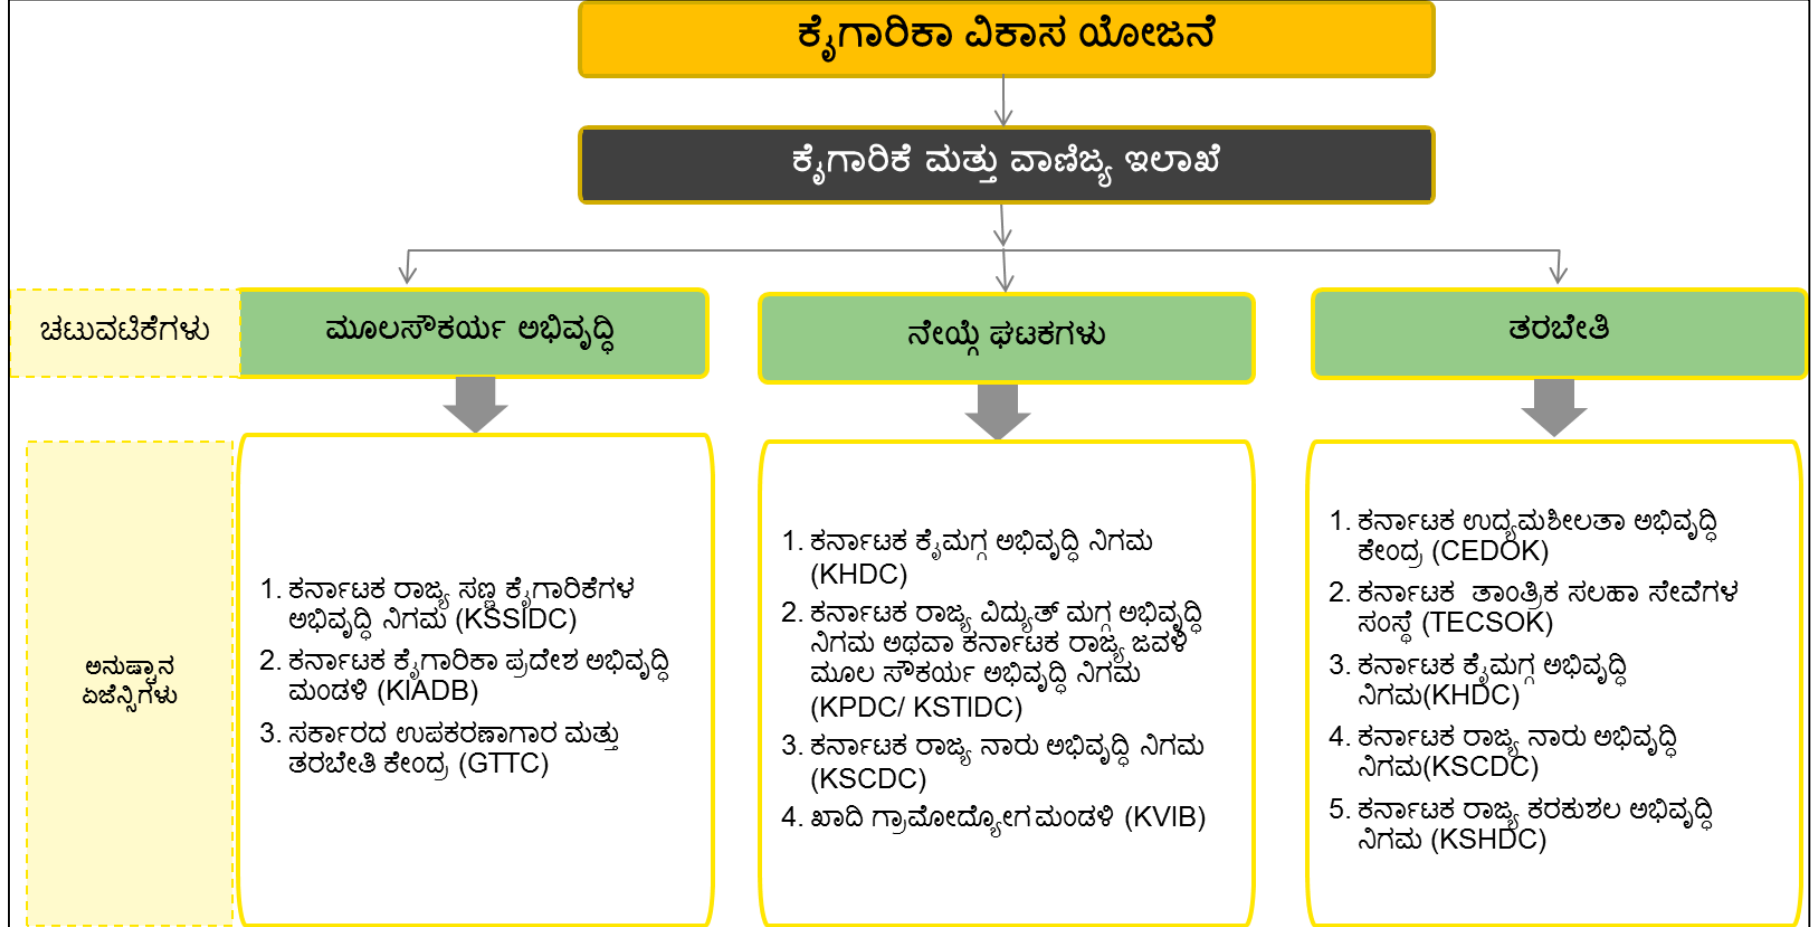 ಕೈಗಾರಿಕಾ ವಿಕಾಸ ಯೋಜನೆ
ಕೈಗಾರಿಕೆ ಮತ್ತು ವಾಣಿಜ್ಯ ಇಲಾಖೆ
ಚಟುವಟಿಕೆಗಳು
ಮೂಲಸೌಕರ್ಯ ಅಭಿವೃದ್ಧಿ
ನೇಯ್ಗೆ ಘಟಕಗಳು
ತರಬೇತಿ
ಅನುಷ್ಟಾನ
ಏಜೆನ್ಸಿಗಳು
1. ಕರ್ನಾಟಕ ರಾಜ್ಯ ಸಣ್ಣ ಕೈಗಾರಿಕೆಗಳ
ಅಭಿವೃದ್ಧಿ ನಿಗಮ (KSSIDC)
2. ಕರ್ನಾಟಕ ಕೈಗಾರಿಕಾ ಪ್ರದೇಶ ಅಭಿವೃದ್ಧಿ
ಮಂಡಳಿ (KIADB)
3. ಸರ್ಕಾರದ ಉಪಕರಣಾಗಾರ ಮತ್ತು
ತರಬೇತಿ ಕೇಂದ್ರ (GTTC)
1. ಕರ್ನಾಟಕ ಕೈಮಗ್ಗ ಅಭಿವೃದ್ಧಿ ನಿಗಮ
(KHDC)
2. ಕರ್ನಾಟಕ ರಾಜ್ಯ ವಿದ್ಯುತ್ ಮಗ್ಗ ಅಭಿವೃದ್ಧಿ
ನಿಗಮ ಅಥವಾ ಕರ್ನಾಟಕ ರಾಜ್ಯ ಜವಳಿ
ಮೂಲ ಸೌಕರ್ಯ ಅಭಿವೃದ್ಧಿ ನಿಗಮ
(KPDC/ KSTIDC)
3. ಕರ್ನಾಟಕ ರಾಜ್ಯ ನಾರು ಅಭಿವೃದ್ಧಿ ನಿಗಮ
(KSCDC)
4. ಖಾದಿ ಗ್ರಾಮೋದ್ಯೋಗ ಮಂಡಳಿ (KVIB)
1. ಕರ್ನಾಟಕ ಉದ್ಯಮಶೀಲತಾ ಅಭಿವೃದ್ಧಿ
ಕೇಂದ್ರ (CEDOK)
2. ಕರ್ನಾಟಕ ತಾಂತ್ರಿಕ ಸಲಹಾ ಸೇವೆಗಳ
ಸಂಸ್ಥೆ (TECSOK)
3. ಕರ್ನಾಟಕ ಕೈಮಗ್ಗ ಅಭಿವೃದ್ಧಿ
ನಿಗಮ(KHDC)
4. ಕರ್ನಾಟಕ ರಾಜ್ಯ ನಾರು ಅಭಿವೃದ್ಧಿ
ನಿಗಮ(KSCDC)
5. ಕರ್ನಾಟಕ ರಾಜ್ಯ ಕರಕುಶಲ ಅಭಿವೃದ್ಧಿ
ನಿಗಮ (KSHDC)